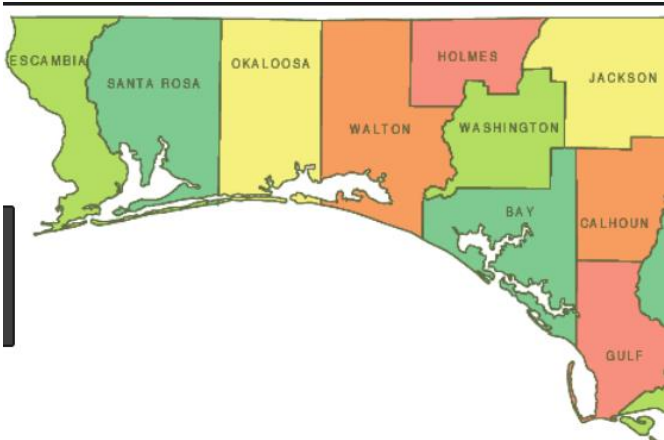 HOLMES
ESCAMBIA
OKALOOSA
JACKSON
SANTA ROSA
WALTON
WASHINGTON
BAY
CALHOUN
GULF